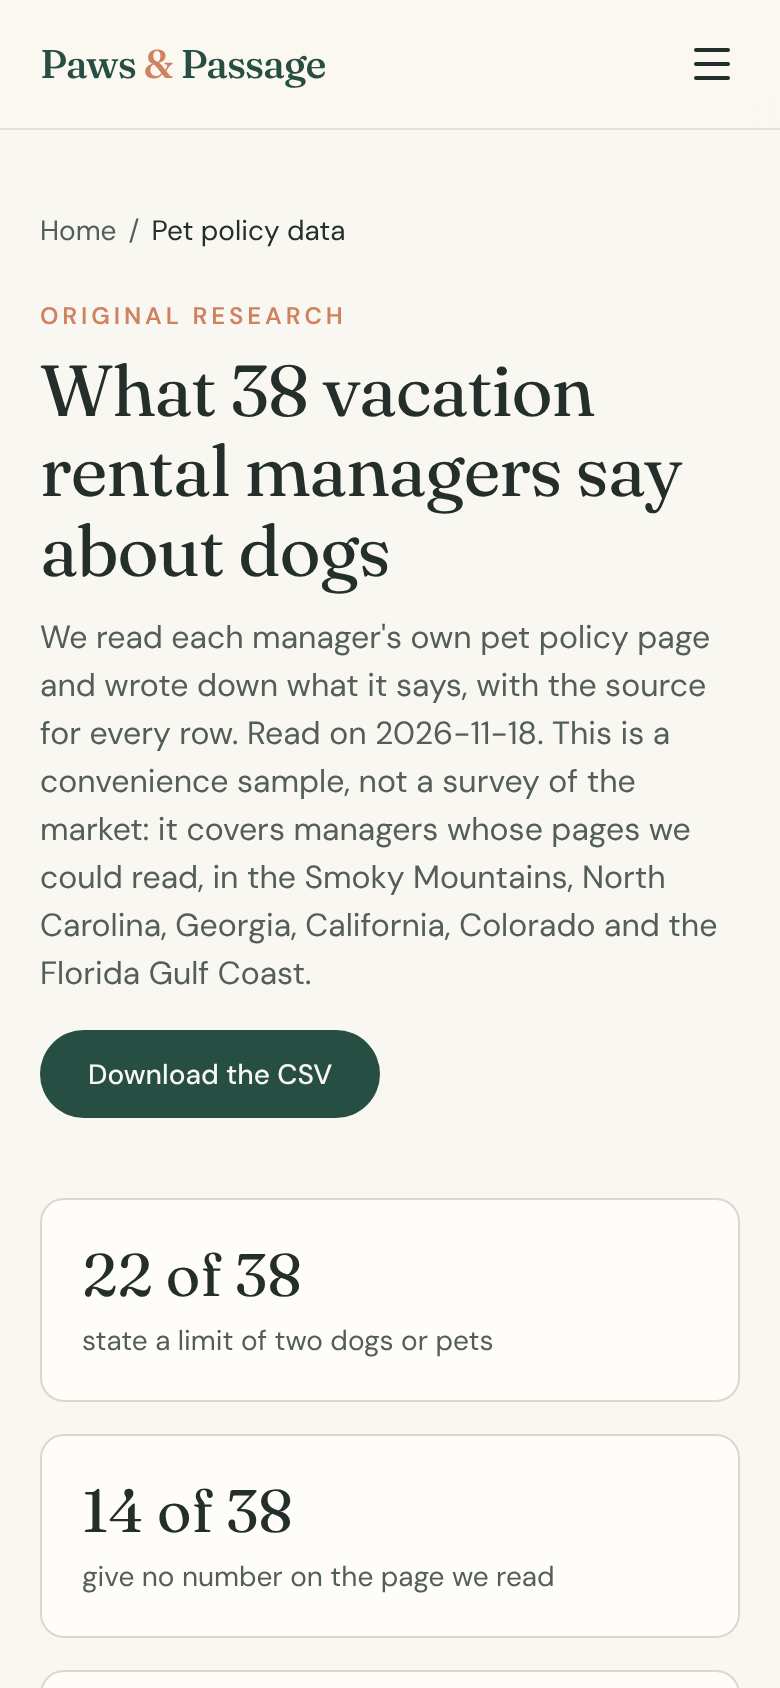 Paws & Passage
Home / Pet policy data
ORIGINAL RESEARCH
What 38 vacation
rental managers say
about dogs
We read each manager's own pet policy page
and wrote down what it says, with the source
for every row. Read on 2026-11-18. This is a
convenience sample, not a survey of the
market: it covers managers whose pages we
could read, in the Smoky Mountains, North
Carolina, Georgia, California, Colorado and the
Florida Gulf Coast.
Download the CSV
22 of 38
state a limit of two dogs or pets
14 of 38
give no number on the page we read